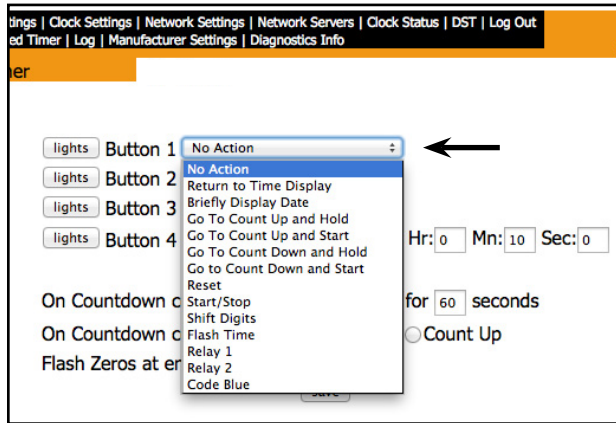 tings | Clock Settings | Network Settings | Network Servers | Clock Status | DST | Log Out
ed Timer | Log | Manufacturer Settings | Diagnostics Info
ner
lights Button 1 No Action
No Action
Return to Time Display
Briefly Display Date
Go To Count Up and Hold
Go To Count Up and Start
Go To Count Down and Hold
Go to Count Down and Start
Reset
Start/Stop
Shift Digits
Flash Time
Relay 1
Relay 2
Code Blue
lights Button 2
lights Button 3
lights Button 4 Hr: 0 Mn: 10 Sec: 0
On Countdown c for 60 seconds
On Countdown c Count Up
Flash Zeros at er
save